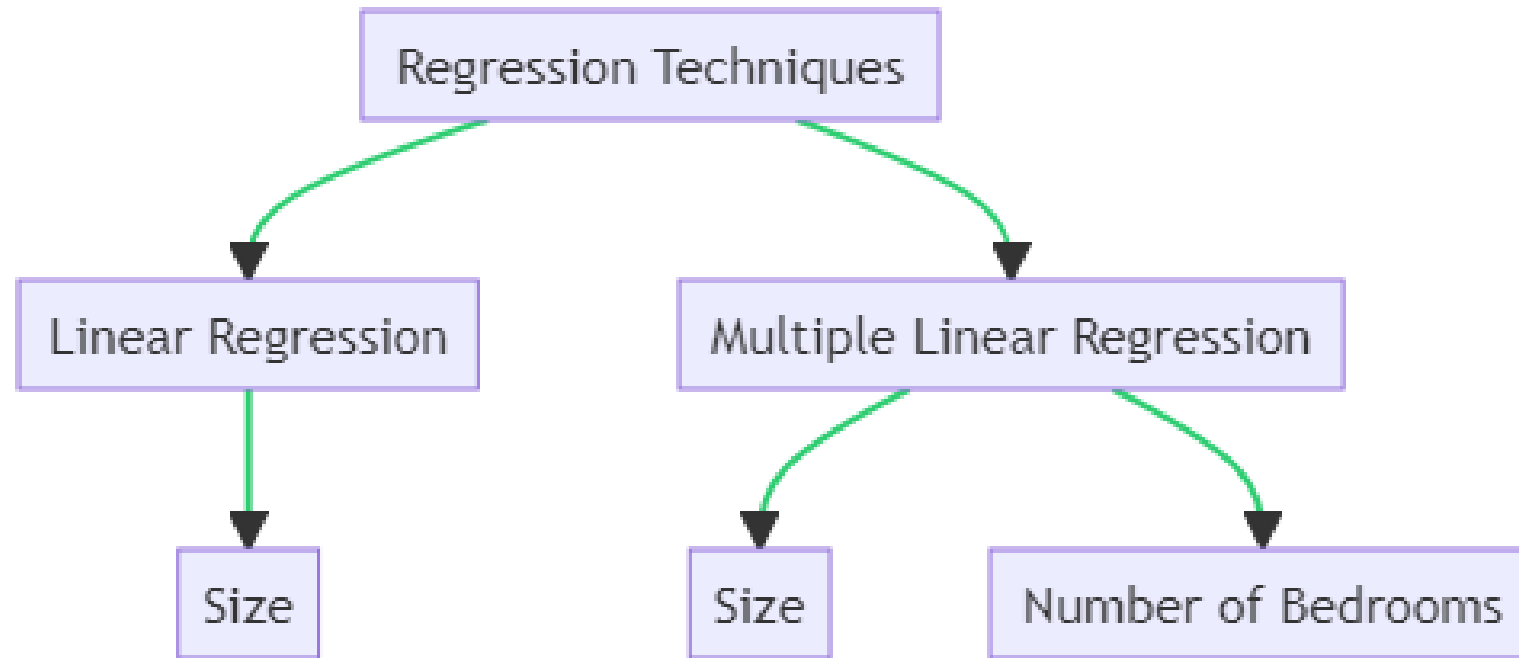 Regression Techniques
Linear Regression
Multiple Linear Regression
Size
Size
Number of Bedrooms